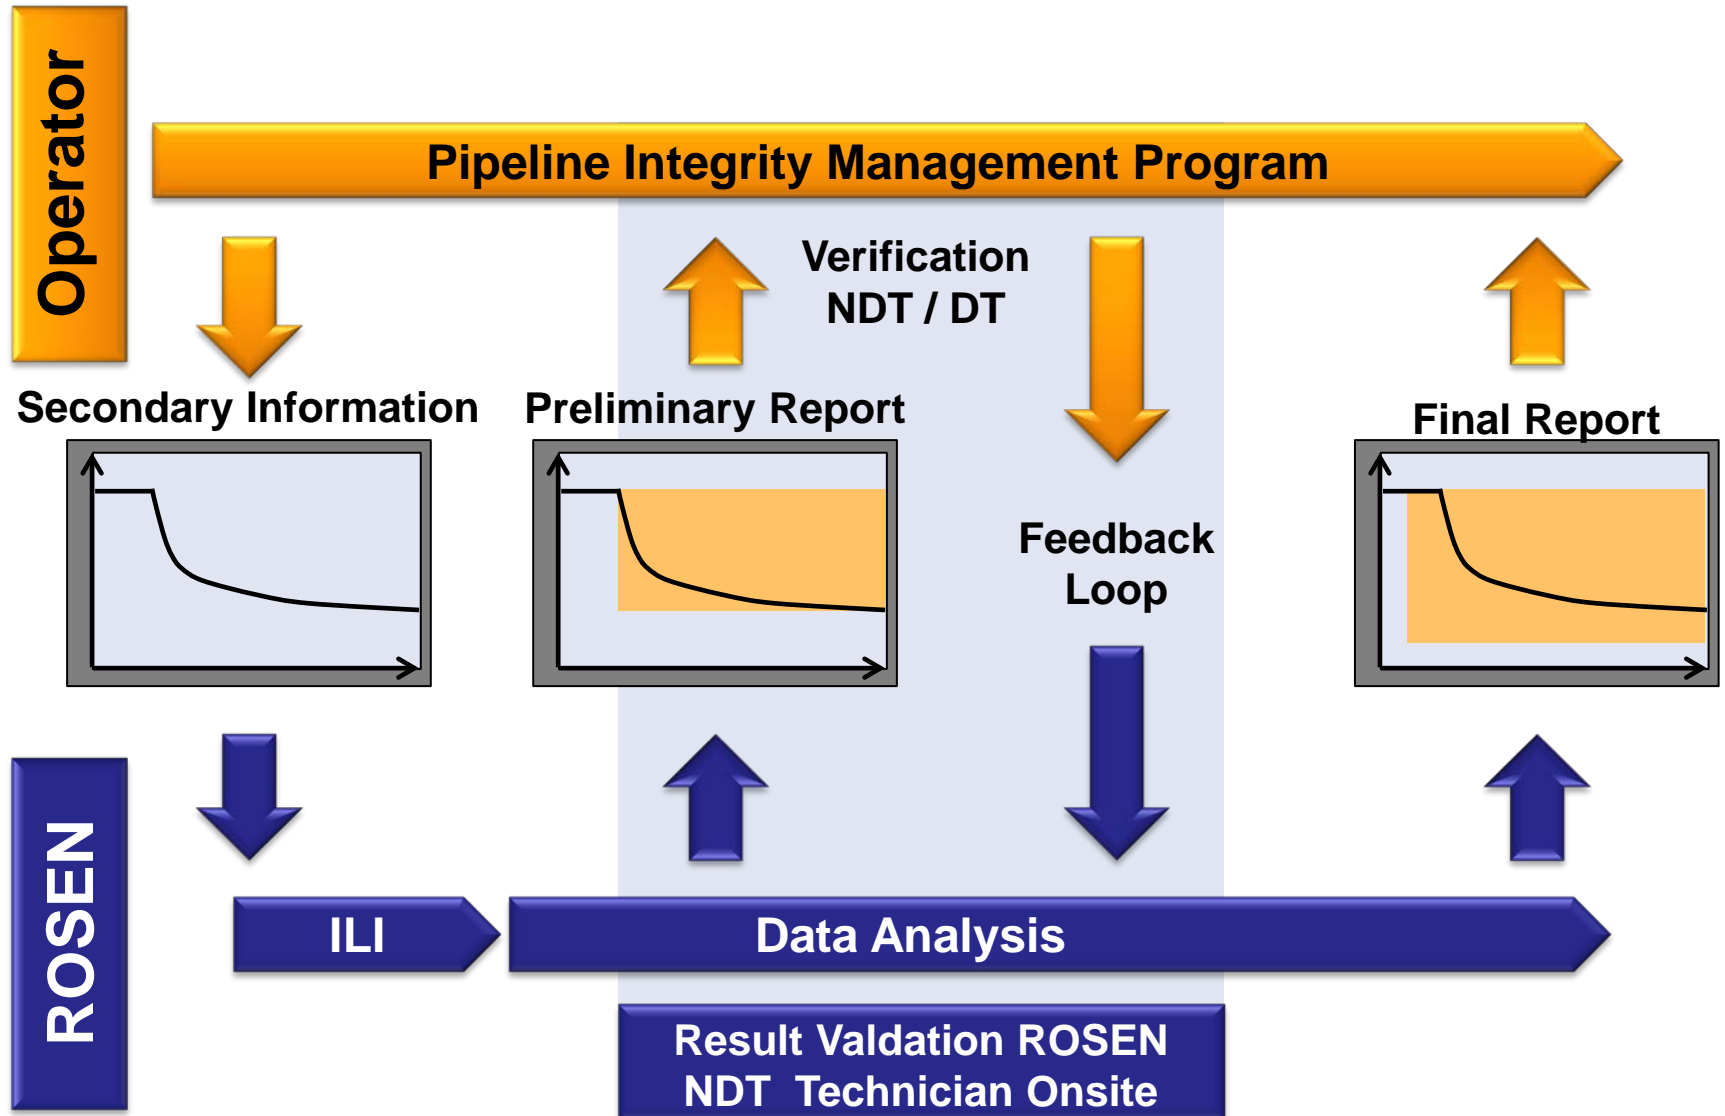 Operator
Pipeline Integrity Management Program
Verification
NDT / DT
Secondary Information
Preliminary Report
Final Report
Feedback
Loop
ROSEN
ILI
Data Analysis
Result Valdation ROSEN
NDT Technician Onsite